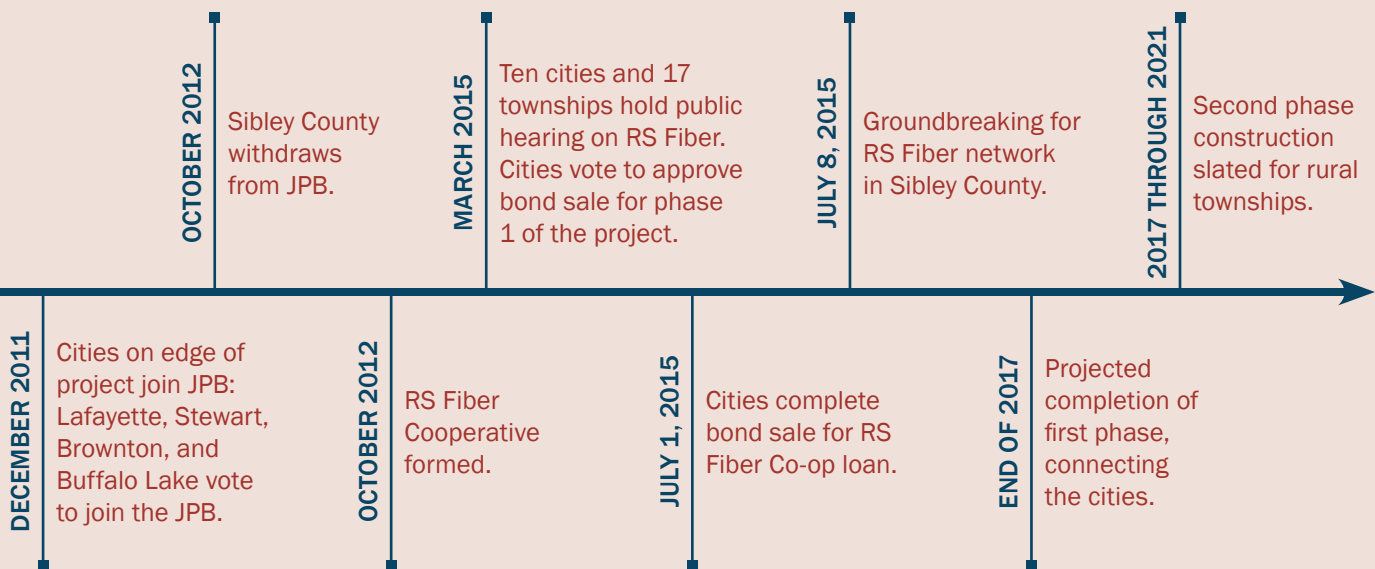 DECEMBER 2011
Cities on edge of
project join JPB:
Lafayette, Stewart,
Brownton, and
Buffalo Lake vote
to join the JPB.
OCTOBER 2012
Sibley County
withdraws
from JPB.
OCTOBER 2012
RS Fiber
Cooperative
formed.
MARCH 2015
Ten cities and 17
townships hold public
hearing on RS Fiber.
Cities vote to approve
bond sale for phase
1 of the project.
JULY 1, 2015
Cities complete
bond sale for RS
Fiber Co-op loan.
JULY 8, 2015
Groundbreaking for
RS Fiber network
in Sibley County.
END OF 2017
Projected
completion of
first phase,
connecting
the cities.
2017 THROUGH 2021
Second phase
construction
slated for rural
townships.